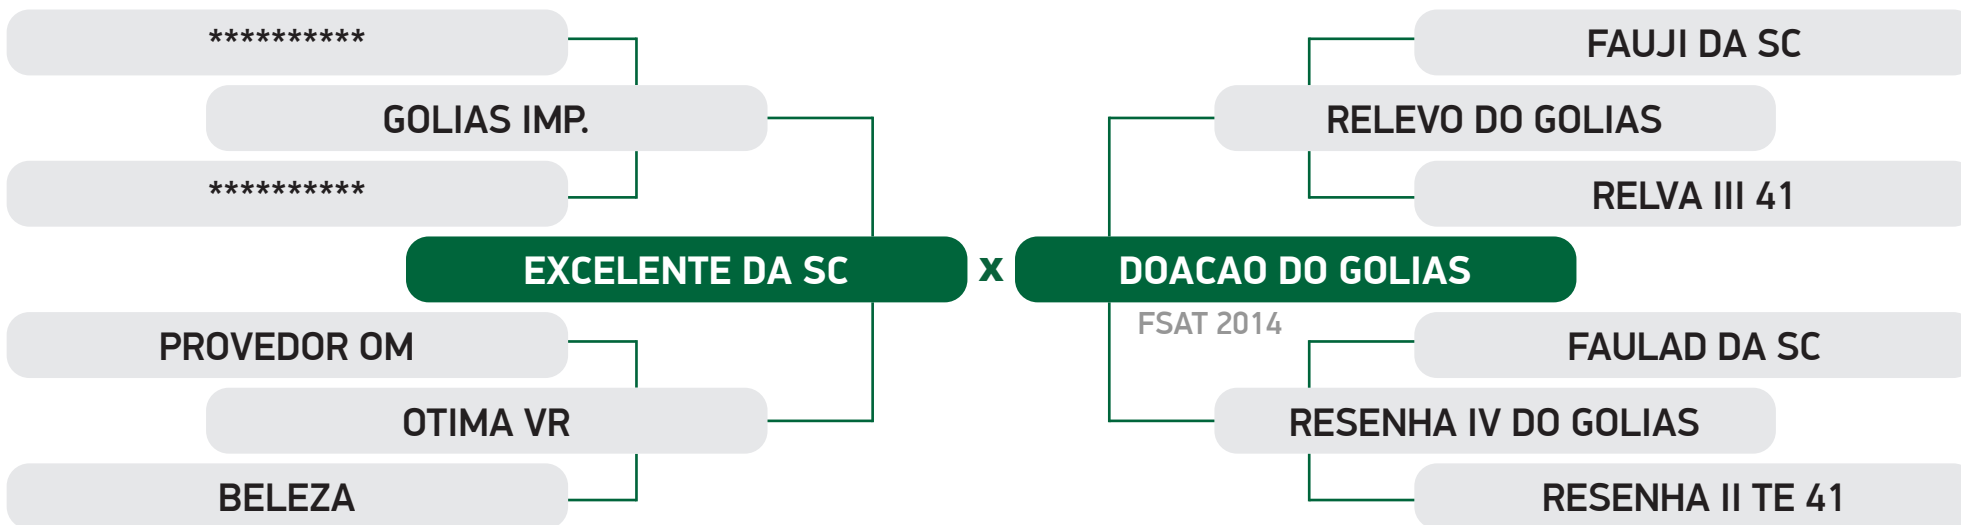 **********
FAUJI DA SC
GOLIAS IMP.
RELEVO DO GOLIAS
**********
RELVA III 41
EXCELENTE DA SC x DOACAO DO GOLIAS
FSAT 2014
PROVEDOR OM
FAULAD DA SC
OTIMA VR
RESENHA IV DO GOLIAS
BELEZA
RESENHA II TE 41